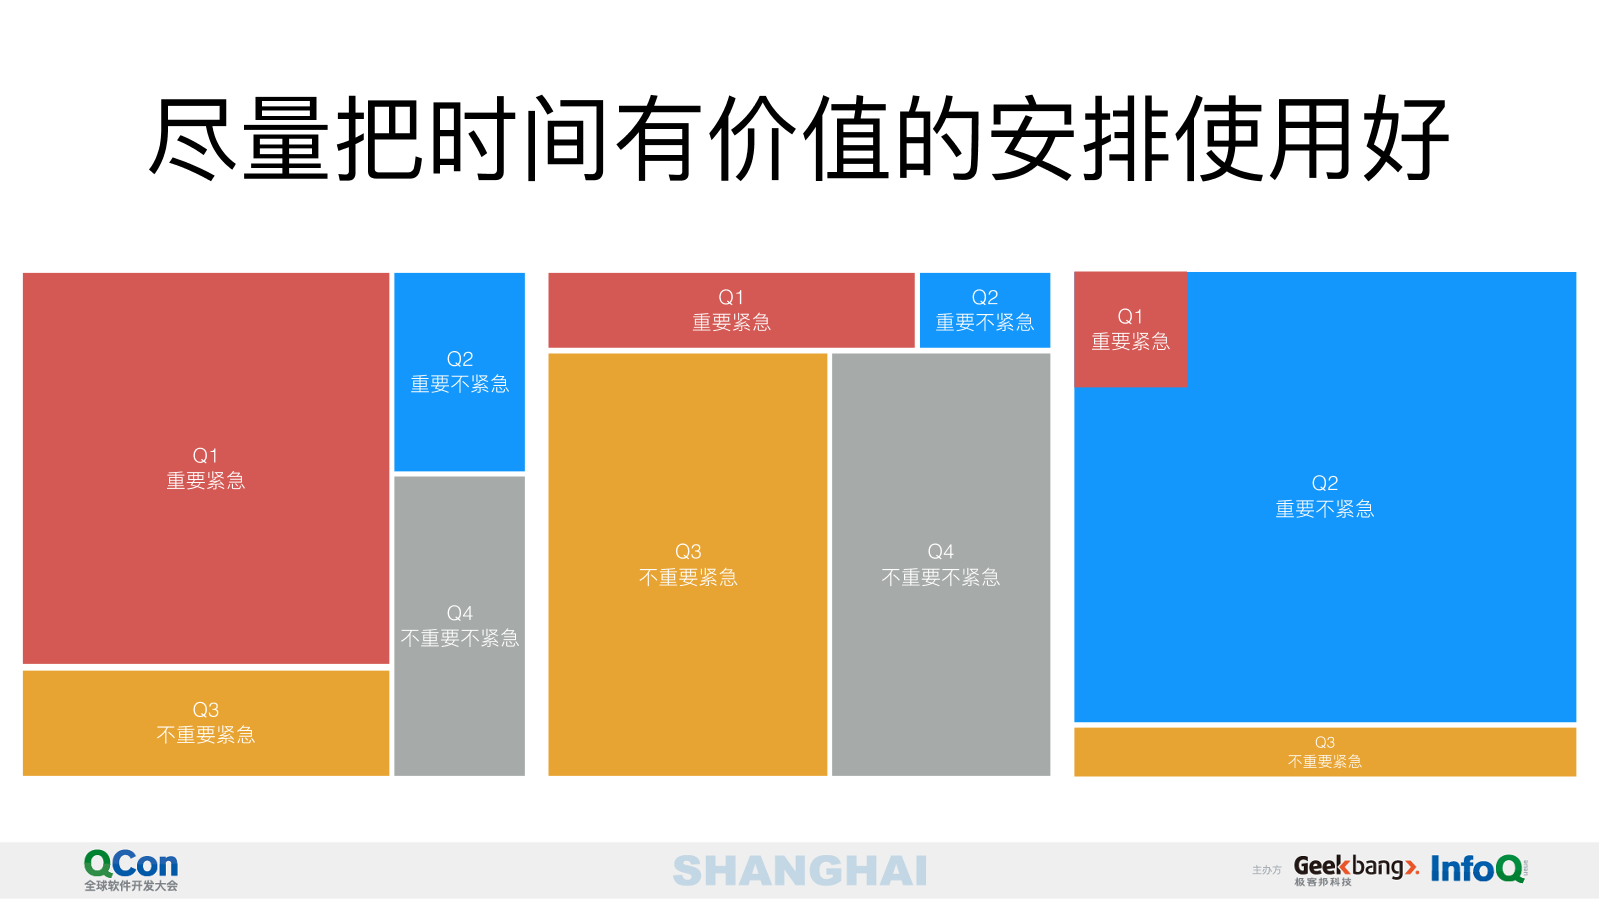 尽量把时间有价值的安排使用好
Q1
重要紧急
Q2
重要不紧急
Q3
不重要紧急
Q4
不重要不紧急
Q1
重要紧急
Q2
重要不紧急
Q3
不重要紧急
Q4
不重要不紧急
Q1
重要紧急
Q2
重要不紧急
Q3
不重要紧急
QCon
全球软件开发大会
SHANGHAI
主办方
Geekbang>.
极客邦科技
InfoQ